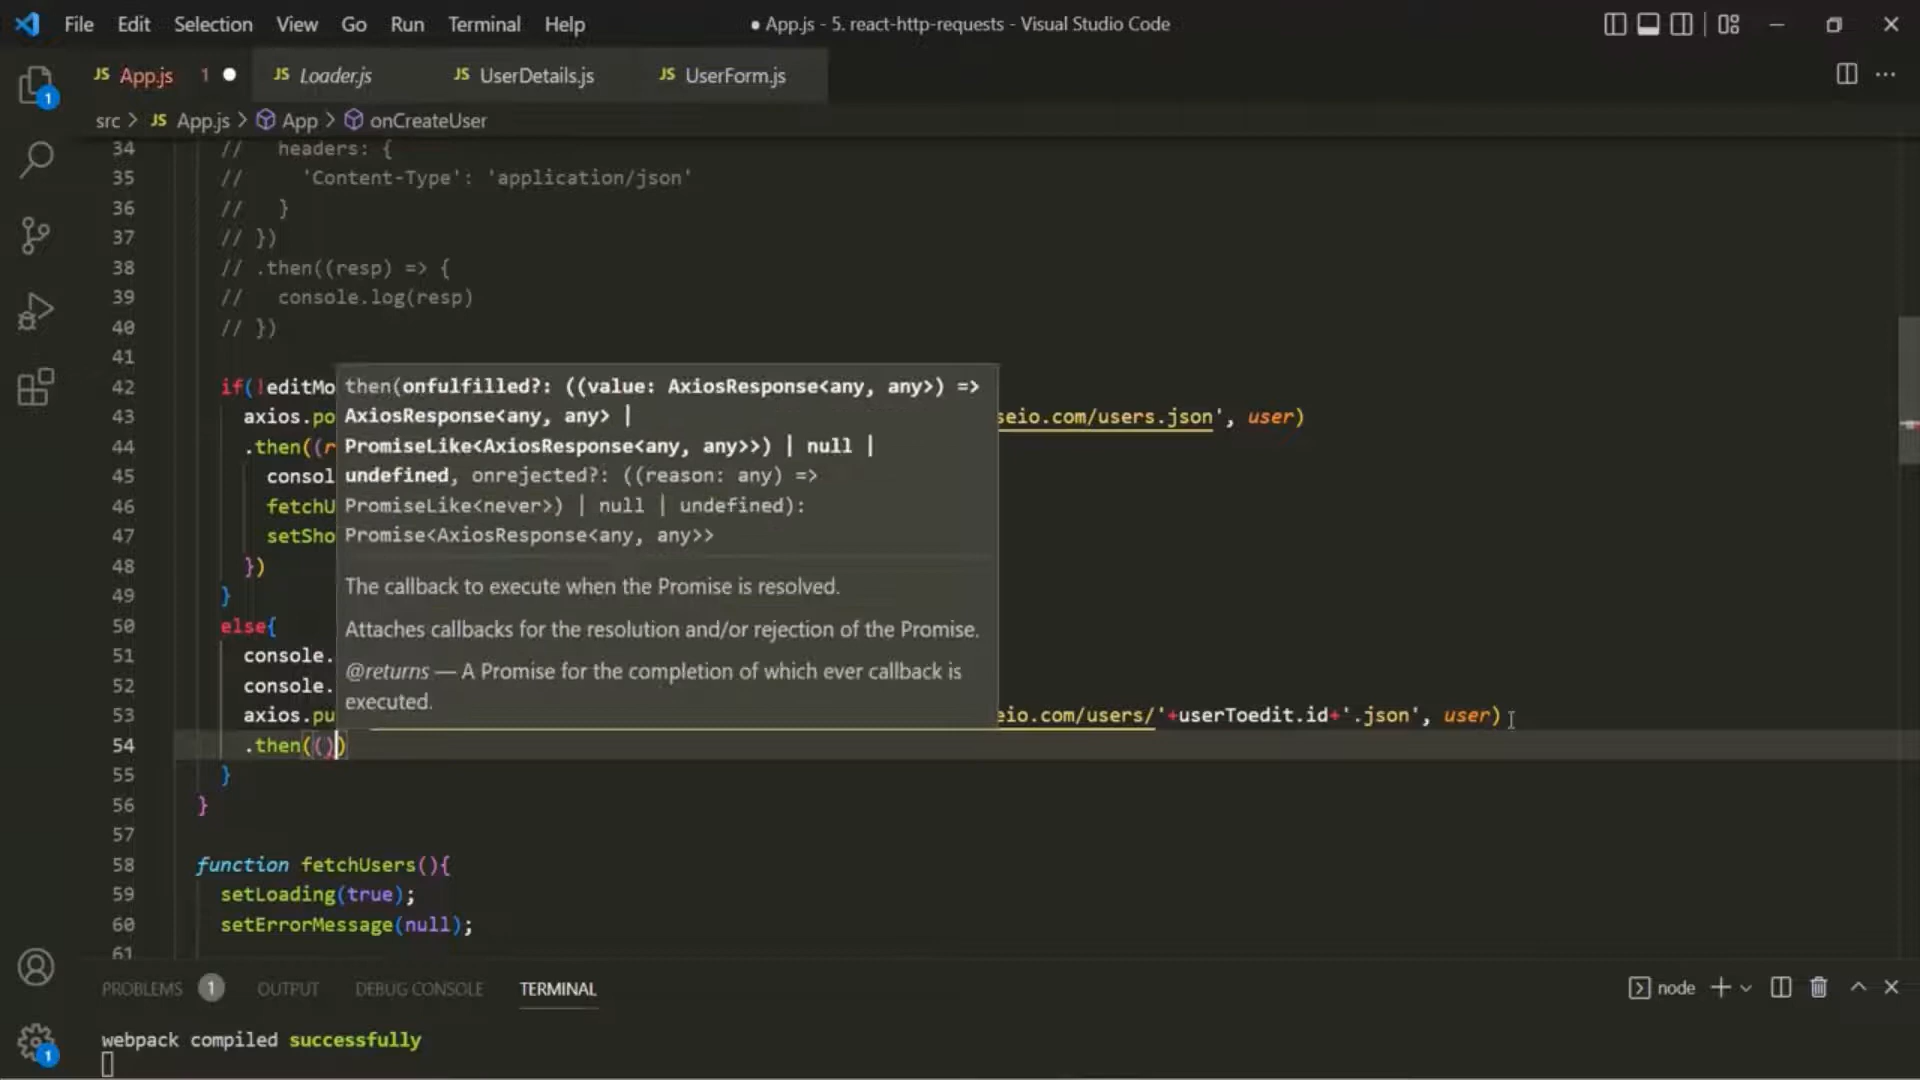 File Edit Selection View Go Run Terminal Help
● App.js - 5. react-http-requests - Visual Studio Code
JS App.js 1 ● JS Loader.js JS UserDetails.js JS UserForm.js
src > JS App.js > App > onCreateUser
34 // headers: {
35 // 'Content-Type': 'application/json'
36 // }
37 // })
38 // .then((resp) => {
39 // console.log(resp)
40 // })
41
42 if(!editMo
43 axios.po seio.com/users.json', user)
44 .then((r
45 consol
46 fetchU
47 setSho
48 })
49 }
50 else{
51 console.
52 console.
53 axios.pu eio.com/users/'+userToedit.id+'.json', user)
54 .then(())
55 }
56 }
57
58 function fetchUsers(){
59 setLoading(true);
60 setErrorMessage(null);
61
then(onfulfilled?: ((value: AxiosResponse<any, any>) =>
AxiosResponse<any, any> |
PromiseLike<AxiosResponse<any, any>>) | null |
undefined, onrejected?: ((reason: any) =>
PromiseLike<never>) | null | undefined):
Promise<AxiosResponse<any, any>>
The callback to execute when the Promise is resolved.
Attaches callbacks for the resolution and/or rejection of the Promise.
@returns — A Promise for the completion of which ever callback is
executed.
PROBLEMS 1 OUTPUT DEBUG CONSOLE TERMINAL
node
webpack compiled successfully
1
1